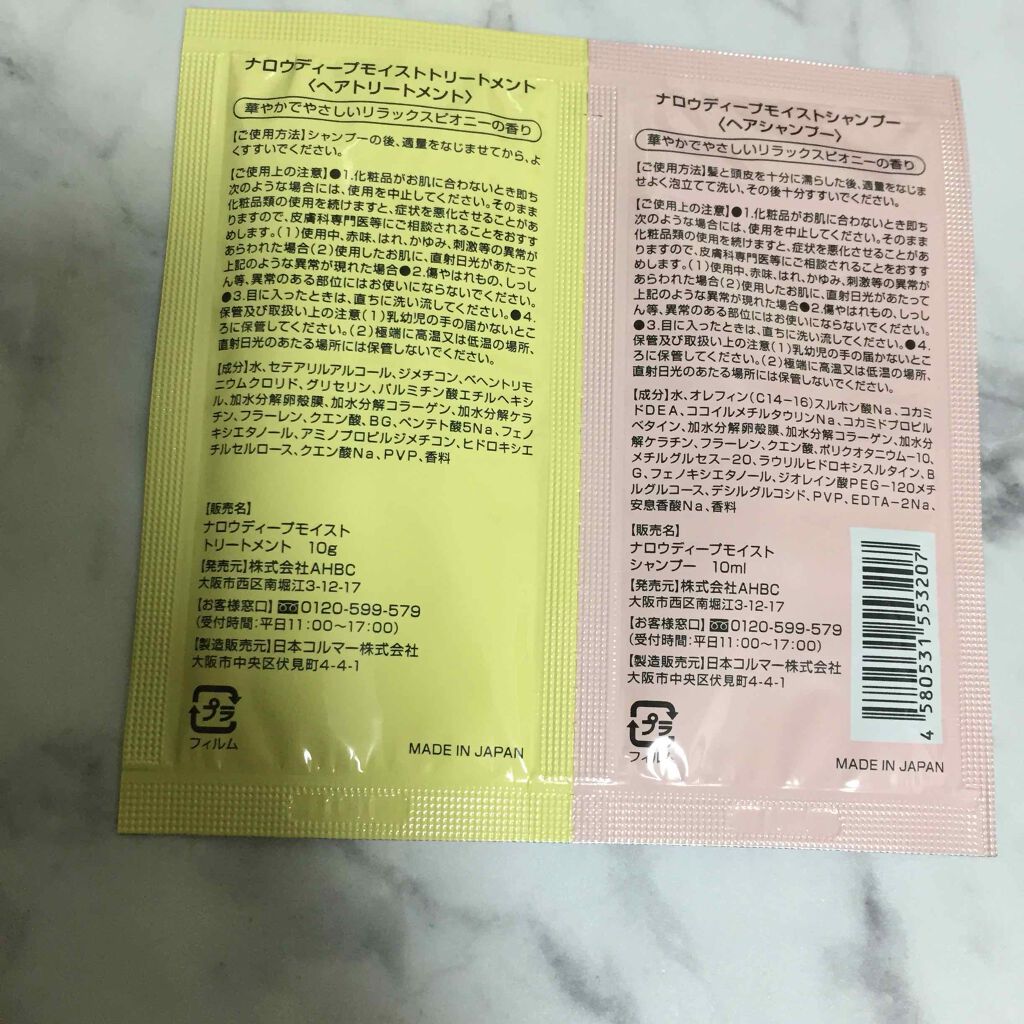 ナロウディープモイストトリートメント
〈ヘアトリートメント〉
華やかでやさしいリラックスピオニーの香り
【ご使用方法】シャンプーの後、適量をなじませてから、よ
くすすいでください。
【ご使用上の注意】●1.化粧品がお肌に合わないとき即ち
次のような場合には、使用を中止してください。そのまま
化粧品類の使用を続けますと、症状を悪化させることがあ
りますので、皮膚科専門医等にご相談されることをおすす
めします。(1)使用中、赤味、はれ、かゆみ、刺激等の異常が
あらわれた場合(2)使用したお肌に、直射日光があたって
上記のような異常が現れた場合●2.傷やはれもの、しっし
ん等、異常のある部位にはお使いにならないでください。
●3.目に入ったときは、直ちに洗い流してください。●4.
保管及び取扱い上の注意(1)乳幼児の手の届かないとこ
ろに保管してください。(2)極端に高温又は低温の場所、
直射日光のあたる場所には保管しないでください。
【成分】水、セテアリルアルコール、ジメチコン、ベヘントリモ
ニウムクロリド、グリセリン、パルミチン酸エチルヘキシ
ル、加水分解卵殻膜、加水分解コラーゲン、加水分解ケラ
チン、フラーレン、クエン酸、BG、ペンテト酸5Na、フェノ
キシエタノール、アミノプロピルジメチコン、ヒドロキシエ
チルセルロース、クエン酸Na、PVP、香料
【販売名】
ナロウディープモイスト
トリートメント 10g
【発売元】株式会社AHBC
大阪市西区南堀江3-12-17
【お客様窓口】0120-599-579
(受付時間:平日11:00〜17:00)
【製造販売元】日本コルマー株式会社
大阪市中央区伏見町4-4-1
プラ
フィルム
MADE IN JAPAN
ナロウディープモイストシャンプー
〈ヘアシャンプー〉
華やかでやさしいリラックスピオニーの香り
【ご使用方法】髪と頭皮を十分に濡らした後、適量をなじま
せよく泡立てて洗い、その後十分すすいでください。
【ご使用上の注意】●1.化粧品がお肌に合わないとき即ち
次のような場合には、使用を中止してください。そのまま
化粧品類の使用を続けますと、症状を悪化させることがあ
りますので、皮膚科専門医等にご相談されることをおすす
めします。(1)使用中、赤味、はれ、かゆみ、刺激等の異常が
あらわれた場合(2)使用したお肌に、直射日光があたって
上記のような異常が現れた場合●2.傷やはれもの、しっし
ん等、異常のある部位にはお使いにならないでください。
●3.目に入ったときは、直ちに洗い流してください。●4.
保管及び取扱い上の注意(1)乳幼児の手の届かないとこ
ろに保管してください。(2)極端に高温又は低温の場所、
直射日光のあたる場所には保管しないでください。
【成分】水、オレフィン(C14-16)スルホン酸Na、コカミ
ドDEA、ココイルメチルタウリンNa、コカミドプロピル
ベタイン、加水分解卵殻膜、加水分解コラーゲン、加水分
解ケラチン、フラーレン、クエン酸、ポリクオタニウム-10、
メチルグルセス-20、ラウリルヒドロキシスルタイン、B
G、フェノキシエタノール、ジオレイン酸PEG-120メチ
ルグルコース、デシルグルコシド、PVP、EDTA-2Na、
安息香酸Na、香料
【販売名】
ナロウディープモイスト
シャンプー 10ml
【発売元】株式会社AHBC
大阪市西区南堀江3-12-17
【お客様窓口】0120-599-579
(受付時間:平日11:00〜17:00)
【製造販売元】日本コルマー株式会社
大阪市中央区伏見町4-4-1
プラ
フィルム
MADE IN JAPAN
4580531553207